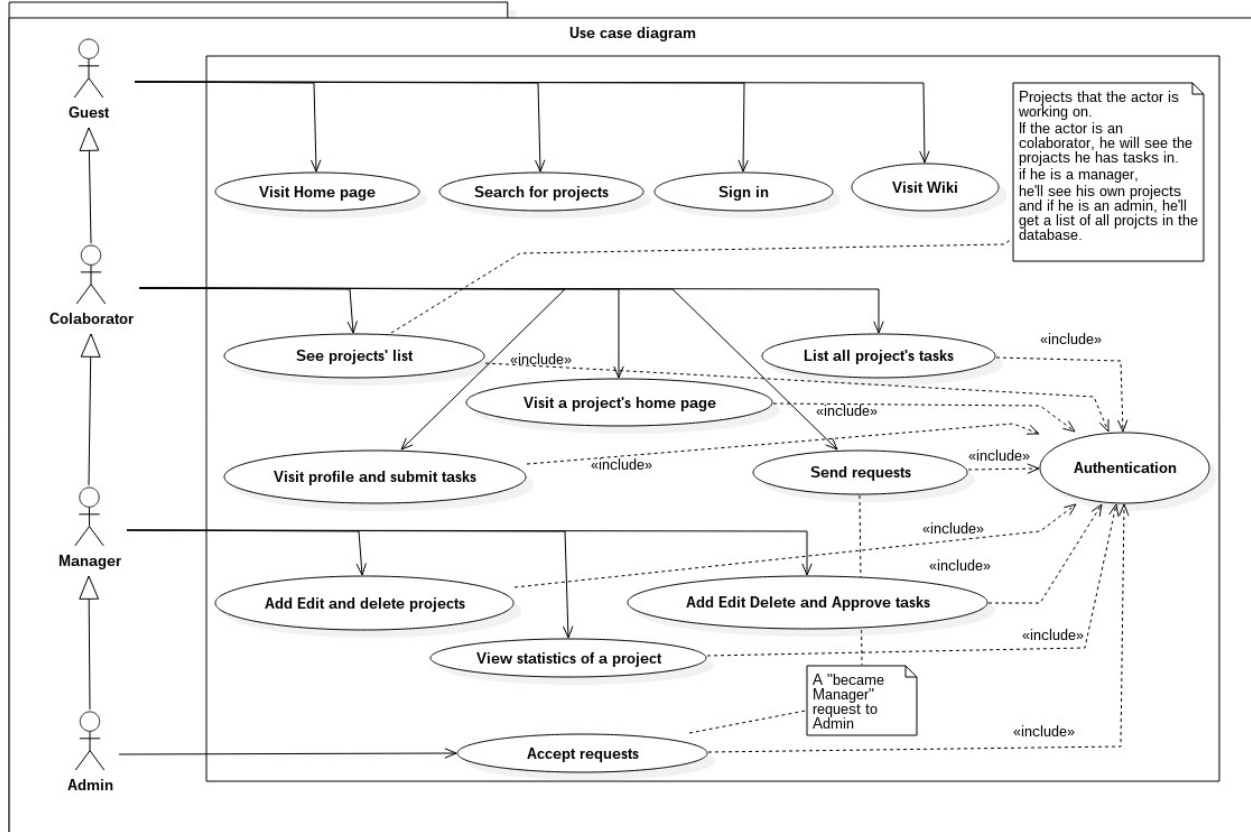 Use case diagram
Guest
Projects that the actor is
working on.
If the actor is an
colaborator, he will see the
projacts he has tasks in.
if he is a manager,
he'll see his own projects
and if he is an admin, he'll
get a list of all projcts in the
database.
Visit Home page
Search for projects
Sign in
Visit Wiki
Colaborator
See projects' list
List all project's tasks
«include»
«include»
Visit a project's home page
«include»
Visit profile and submit tasks
«include»
Send requests
«include»
Authentication
Manager
«include»
Add Edit and delete projects
Add Edit Delete and Approve tasks
«include»
View statistics of a project
«include»
A "became
Manager"
request to
Admin
Admin
Accept requests
«include»